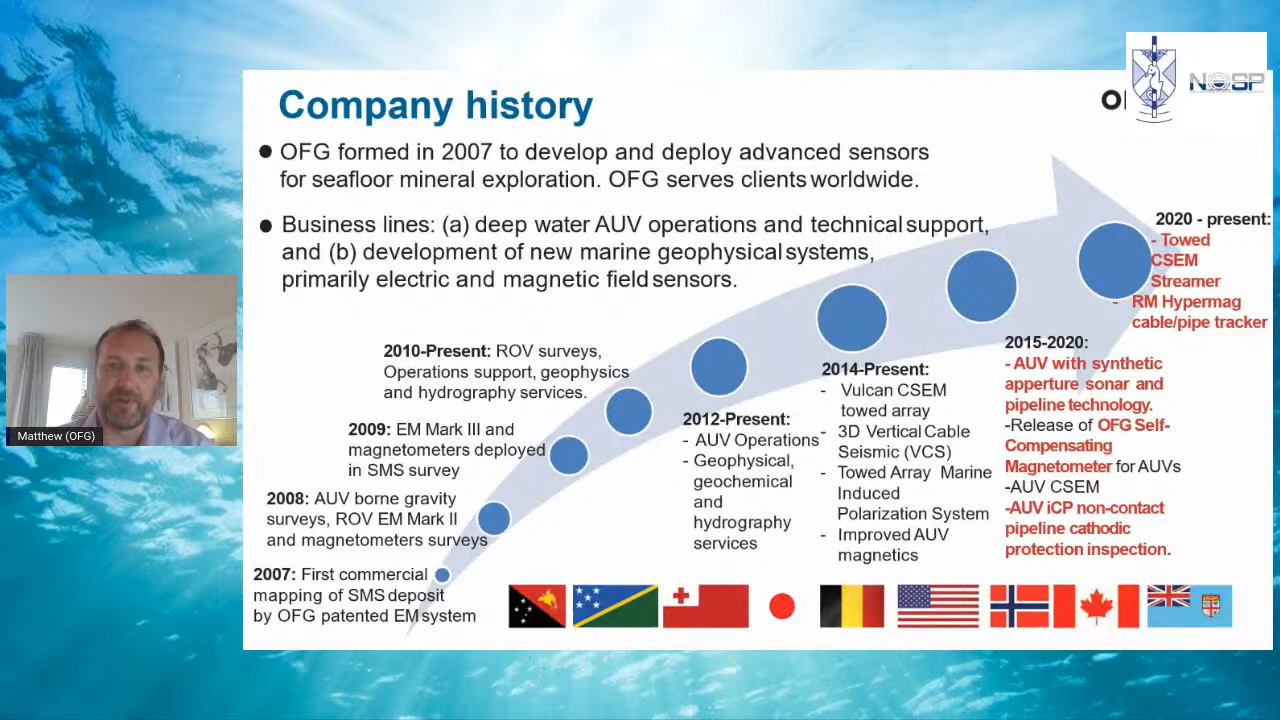 Company history
NOSP
● OFG formed in 2007 to develop and deploy advanced sensors
for seafloor mineral exploration. OFG serves clients worldwide.
● Business lines: (a) deep water AUV operations and technical support,
and (b) development of new marine geophysical systems,
primarily electric and magnetic field sensors.
2020 - present:
- Towed
CSEM
Streamer
- RM Hypermag
cable/pipe tracker
2015-2020:
- AUV with synthetic
apperture sonar and
pipeline technology.
-Release of OFG Self-
Compensating
Magnetometer for AUVs
-AUV CSEM
-AUV iCP non-contact
pipeline cathodic
protection inspection.
2014-Present:
- Vulcan CSEM
towed array
- 3D Vertical Cable
Seismic (VCS)
- Towed Array Marine
Induced
Polarization System
- Improved AUV
magnetics
2012-Present:
- AUV Operations
- Geophysical,
geochemical
and
hydrography
services
2010-Present: ROV surveys,
Operations support, geophysics
and hydrography services.
2009: EM Mark III and
magnetometers deployed
in SMS survey
2008: AUV borne gravity
surveys, ROV EM Mark II
and magnetometers surveys
2007: First commercial
mapping of SMS deposit
by OFG patented EM system
Matthew (OFG)